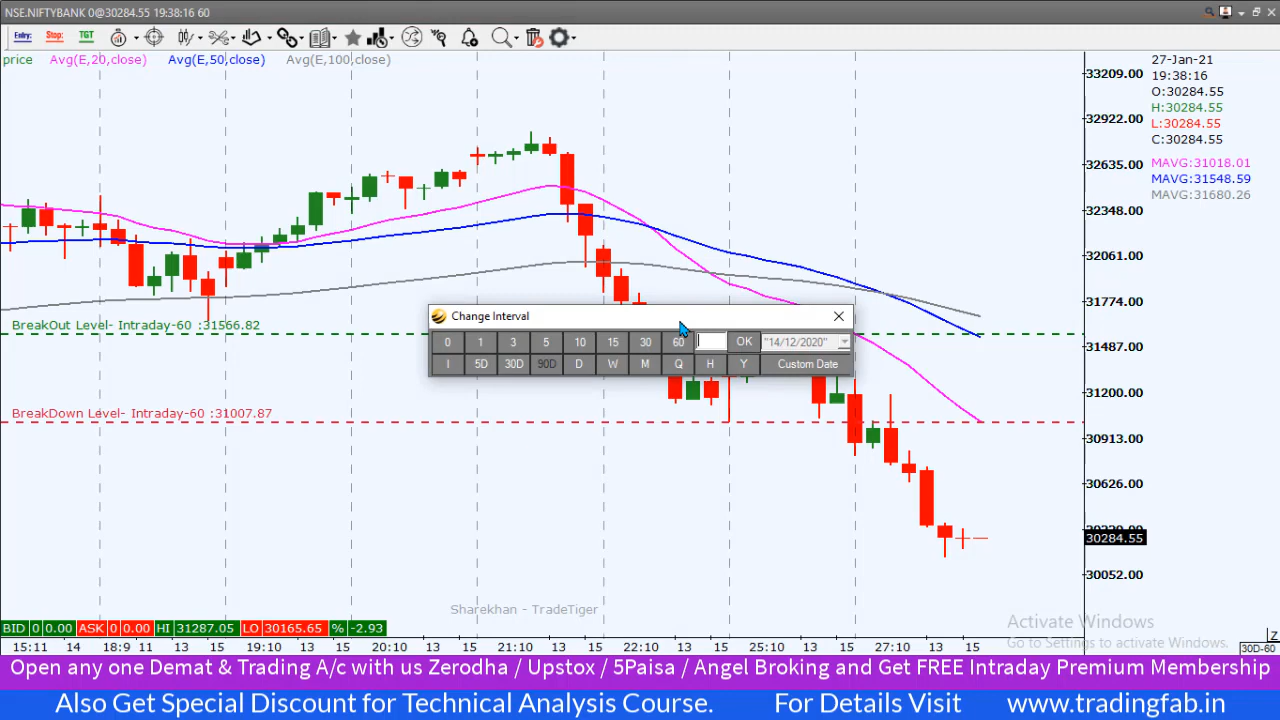 NSE.NIFTYBANK 0@30284.55 19:38:16 60
Entry: Stop: TGT
price Avg(E,20,close) Avg(E,50,close) Avg(E,100,close)
27-Jan-21
19:38:16
O:30284.55
H:30284.55
L:30284.55
C:30284.55
MAVG:31018.01
MAVG:31548.59
MAVG:31680.26
33209.00
32922.00
32635.00
32348.00
32061.00
31774.00
31487.00
31200.00
30913.00
30626.00
30284.55
30052.00
BreakOut Level- Intraday-60 :31566.82
Change Interval
0 1 3 5 10 15 30 60 OK "14/12/2020"
I 5D 30D 90D D W M Q H Y Custom Date
BreakDown Level- Intraday-60 :31007.87
Sharekhan - TradeTiger
Activate Windows
Go to Settings to activate Windows.
BID 0 0.00 ASK 0 0.00 HI 31287.05 LO 30165.65 % -2.93
Z
15:11 14 18:9 11 13 15 19:10 13 15 20:10 13 15 21:10 13 15 22:10 13 15 25:10 13 15 27:10 13 15 30D-60
Open any one Demat & Trading A/c with us Zerodha / Upstox / 5Paisa / Angel Broking and Get FREE Intraday Premium Membership
Also Get Special Discount for Technical Analysis Course. For Details Visit www.tradingfab.in